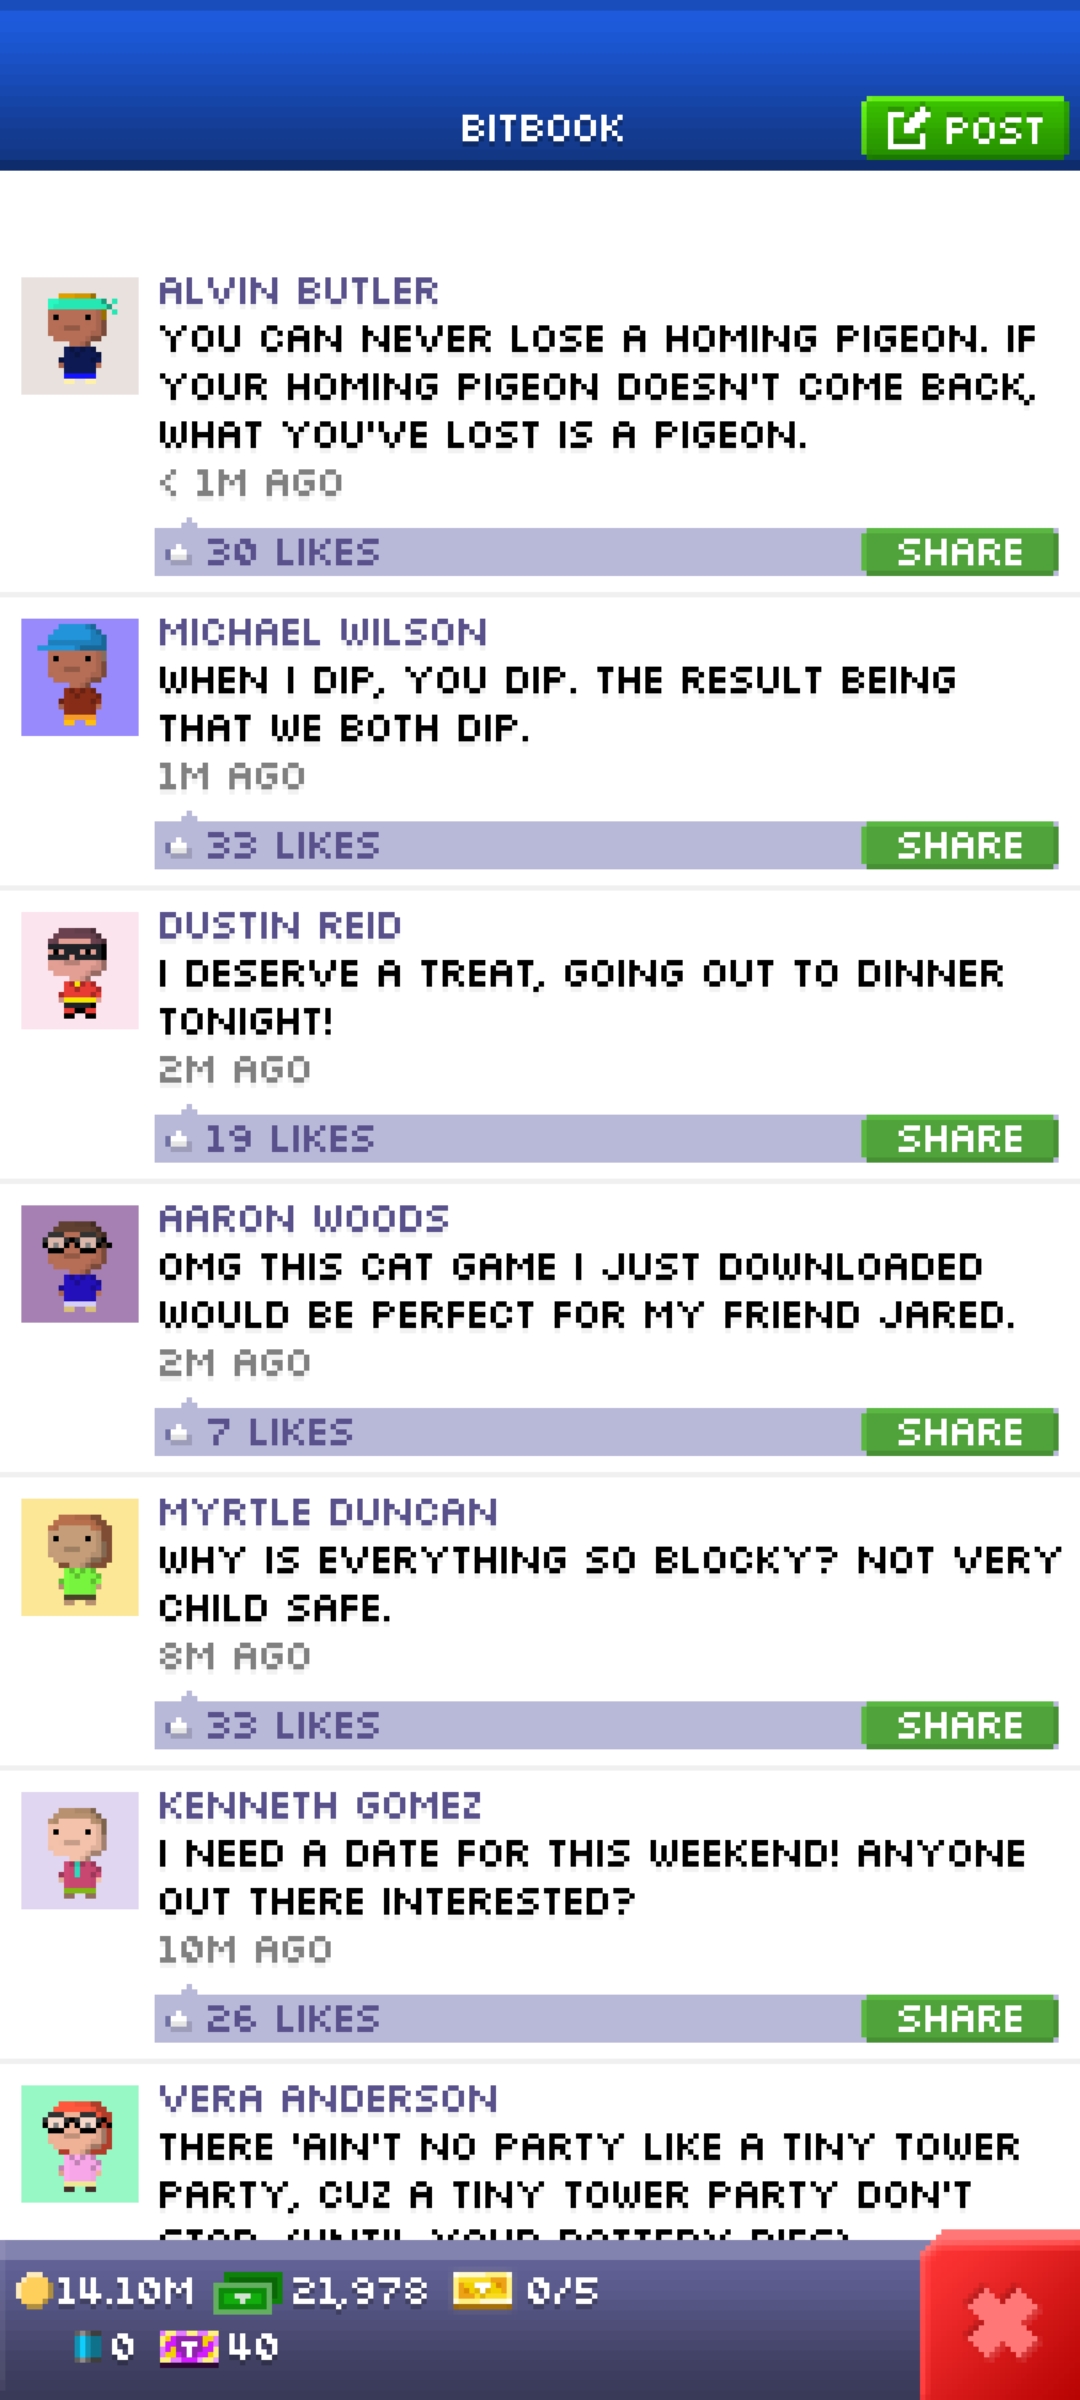 BITBOOK
POST
ALVIN BUTLER
YOU CAN NEVER LOSE A HOMING PIGEON. IF
YOUR HOMING PIGEON DOESN'T COME BACK,
WHAT YOU'VE LOST IS A PIGEON.
< 1M AGO
30 LIKES
SHARE
MICHAEL WILSON
WHEN I DIP, YOU DIP. THE RESULT BEING
THAT WE BOTH DIP.
1M AGO
33 LIKES
SHARE
DUSTIN REID
I DESERVE A TREAT, GOING OUT TO DINNER
TONIGHT!
2M AGO
19 LIKES
SHARE
AARON WOODS
OMG THIS CAT GAME I JUST DOWNLOADED
WOULD BE PERFECT FOR MY FRIEND JARED.
2M AGO
7 LIKES
SHARE
MYRTLE DUNCAN
WHY IS EVERYTHING SO BLOCKY? NOT VERY
CHILD SAFE.
8M AGO
33 LIKES
SHARE
KENNETH GOMEZ
I NEED A DATE FOR THIS WEEKEND! ANYONE
OUT THERE INTERESTED?
10M AGO
26 LIKES
SHARE
VERA ANDERSON
THERE 'AIN'T NO PARTY LIKE A TINY TOWER
PARTY, CUZ A TINY TOWER PARTY DON'T
14.10M 21,978 0/5
0 40